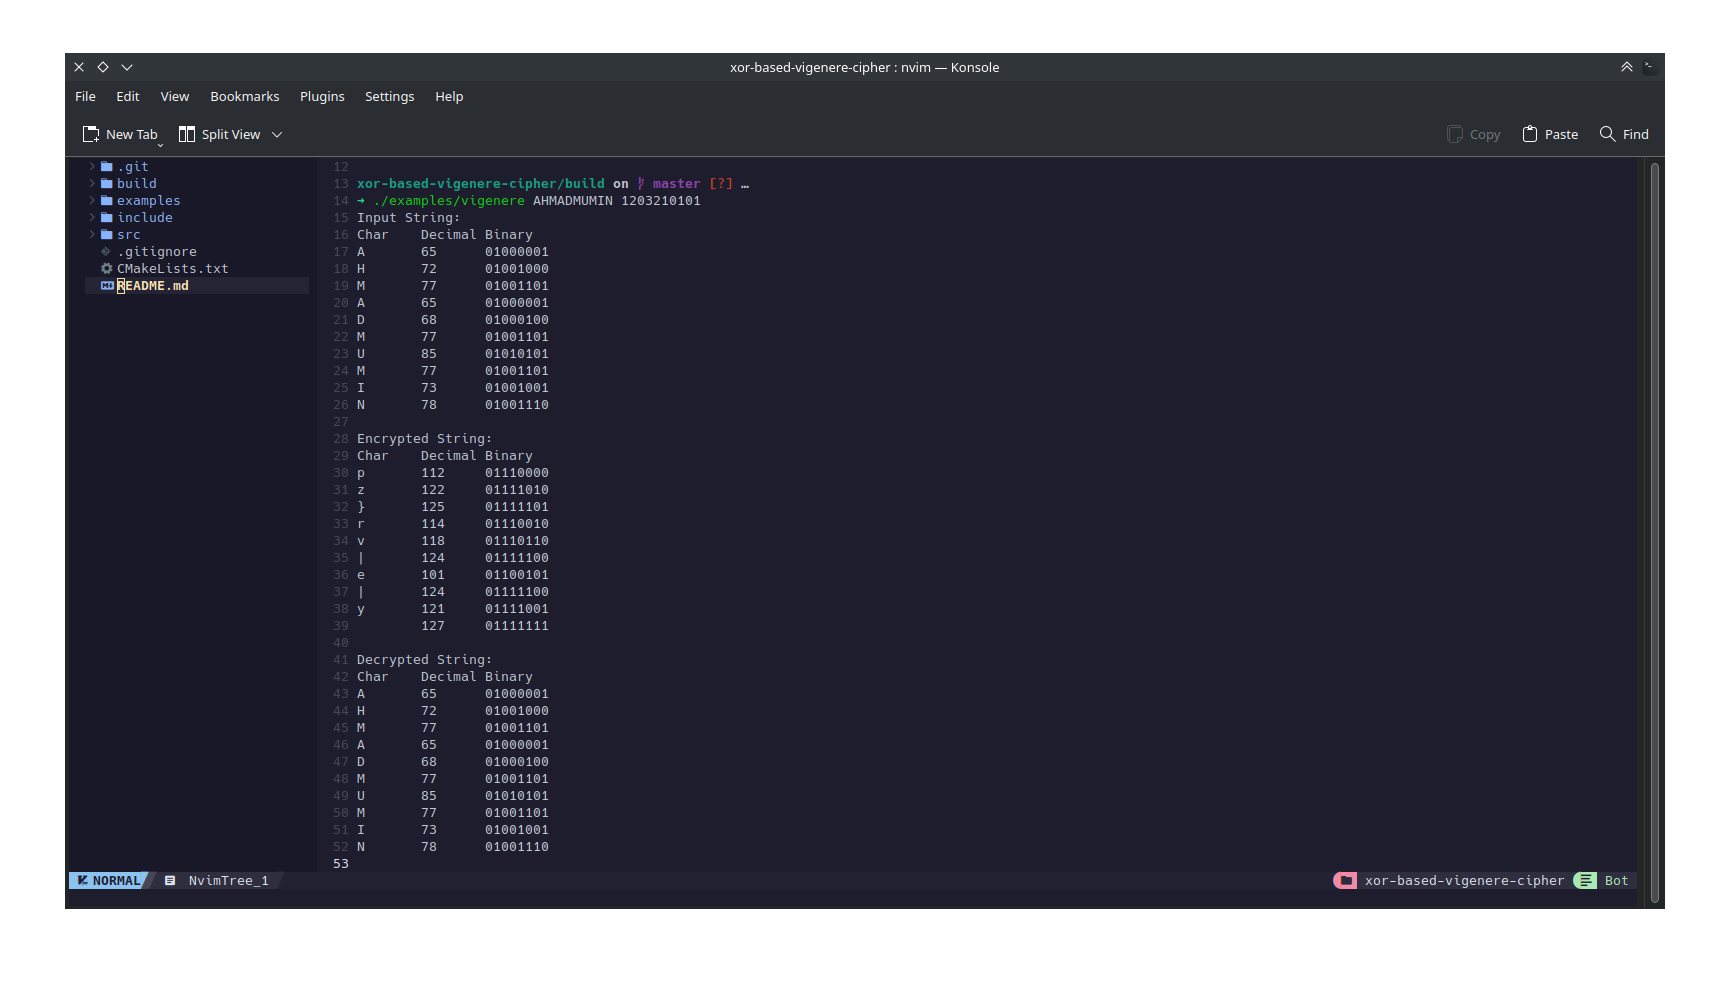 xor-based-vigenere-cipher : nvim — Konsole
File Edit View Bookmarks Plugins Settings Help
New Tab Split View Copy Paste Find
.git
build
examples
include
src
.gitignore
CMakeLists.txt
README.md
12
13 xor-based-vigenere-cipher/build on master [?] …
14 ➜ ./examples/vigenere AHMADMUMIN 1203210101
15 Input String:
16 Char Decimal Binary
17 A 65 01000001
18 H 72 01001000
19 M 77 01001101
20 A 65 01000001
21 D 68 01000100
22 M 77 01001101
23 U 85 01010101
24 M 77 01001101
25 I 73 01001001
26 N 78 01001110
27
28 Encrypted String:
29 Char Decimal Binary
30 p 112 01110000
31 z 122 01111010
32 } 125 01111101
33 r 114 01110010
34 v 118 01110110
35 | 124 01111100
36 e 101 01100101
37 | 124 01111100
38 y 121 01111001
39 127 01111111
40
41 Decrypted String:
42 Char Decimal Binary
43 A 65 01000001
44 H 72 01001000
45 M 77 01001101
46 A 65 01000001
47 D 68 01000100
48 M 77 01001101
49 U 85 01010101
50 M 77 01001101
51 I 73 01001001
52 N 78 01001110
53
NORMAL NvimTree_1 xor-based-vigenere-cipher Bot